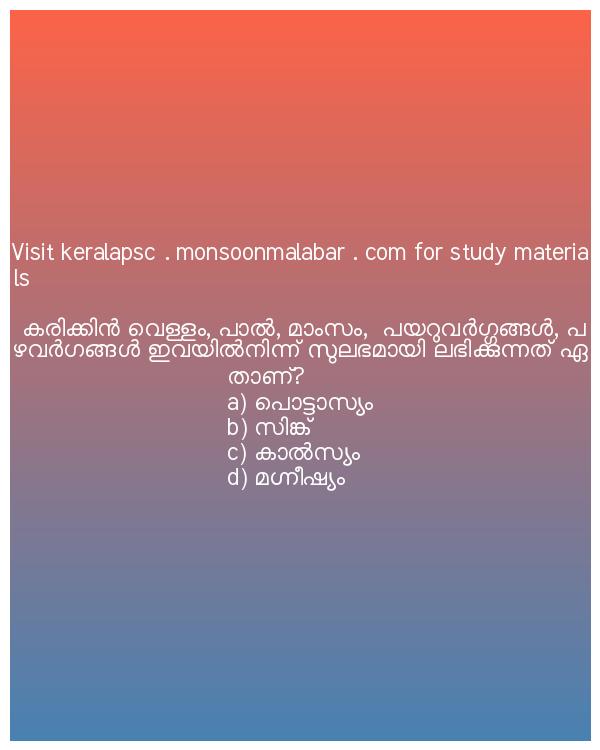 Visit keralapsc . monsoonmalabar . com for study materia
ls
കരിക്കിൻ വെള്ളം, പാൽ, മാംസം,  പയറുവർഗ്ഗങ്ങൾ, പ
ഴവർഗങ്ങൾ ഇവയിൽനിന്ന് സുലഭമായി ലഭിക്കുന്നത് ഏ
താണ്?
a) പൊട്ടാസ്യം
b) സിങ്ക്
c) കാൽസ്യം
d) മഗ്നീഷ്യം